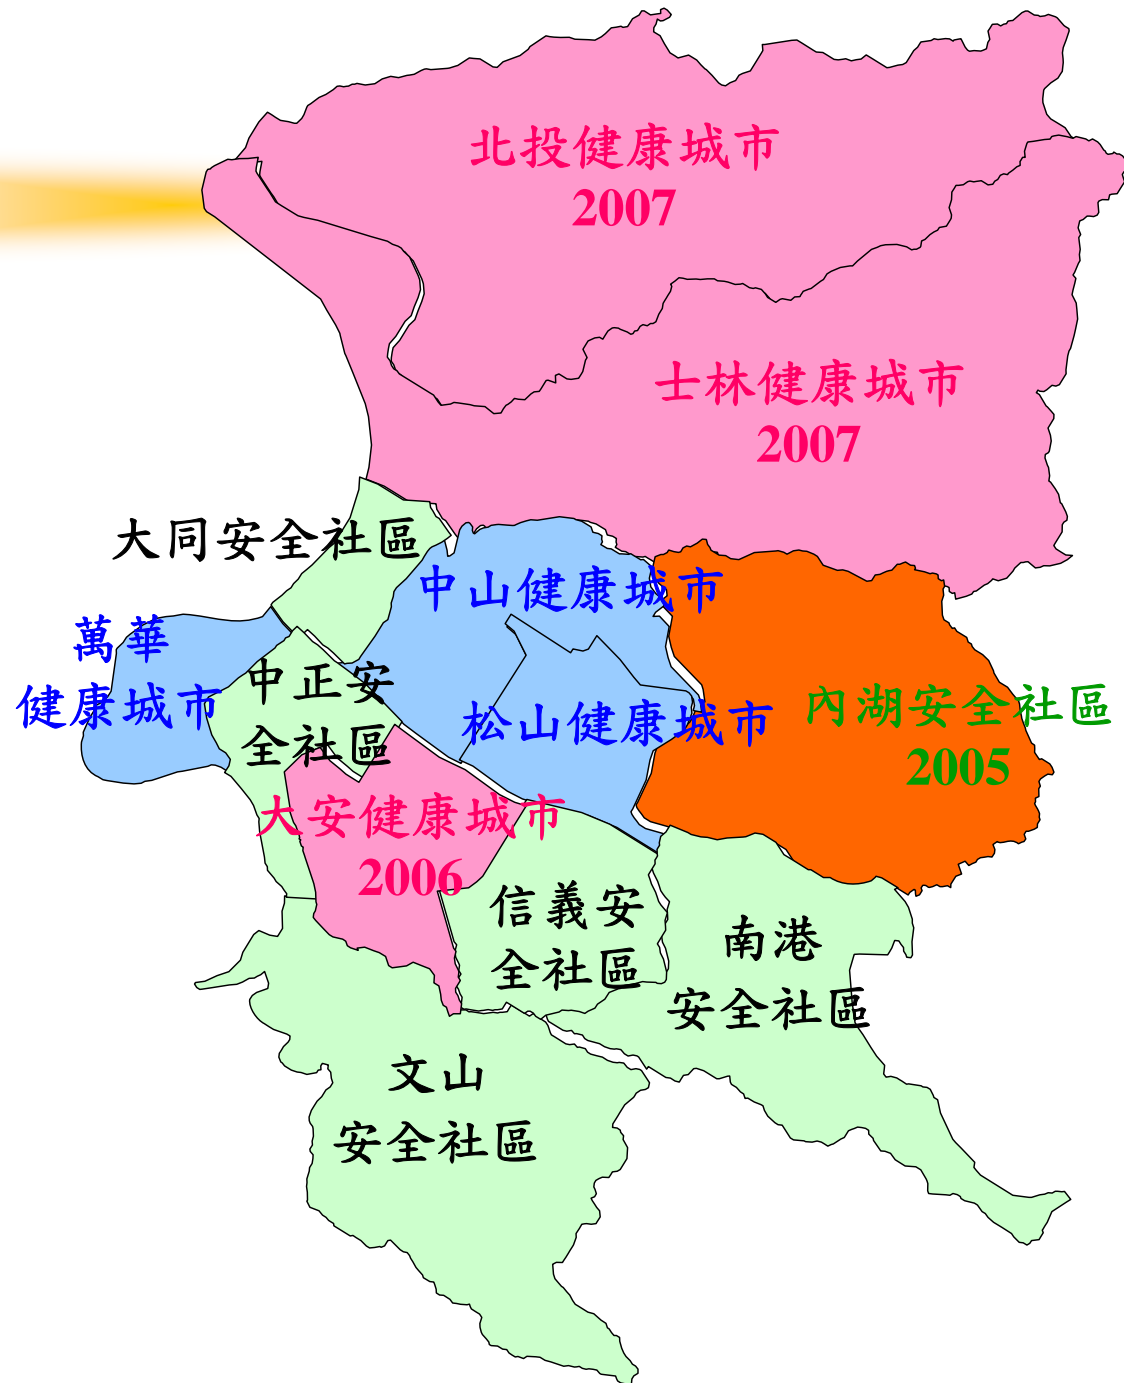 北投健康城市
2007
士林健康城市
2007
大同安全社區
中山健康城市
萬華
健康城市
中正安
全社區
松山健康城市
內湖安全社區
2005
大安健康城市
2006
信義安
全社區
南港
安全社區
文山
安全社區